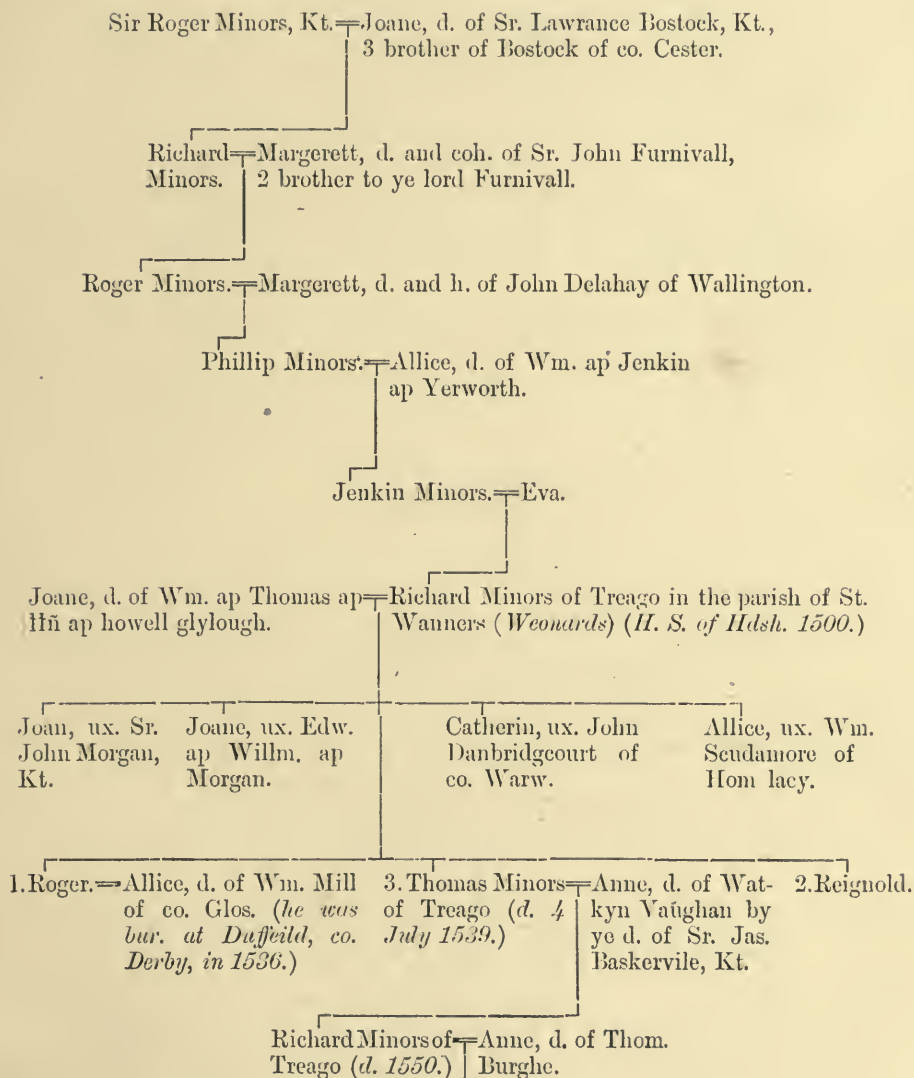 Sir Roger Minors, Kt. Joane, d. of Sr. Lawrance Bostock, Kt.,
3 brother of Bostock of co. Cester.
Richard Margerett, d. and coh. of Sr. John Furnivall,
Minors. 2 brother to ye lord Furnivall.
Roger Minors. Margerett, d. and h. of John Delahay of Wallington.
Phillip Minors. Allice, d. of Wm. ap Jenkin
ap Yerworth.
Jenkin Minors. Eva.
Joane, d. of Wm. ap Thomas ap Richard Minors of Treago in the parish of St.
Hñ ap howell glylough. Wanners (Weonards) (H. S. of Hdsh. 1500.)
Joan, ux. Sr. Joane, ux. Edw. Catherin, ux. John Allice, ux. Wm.
John Morgan, ap Willm. ap Danbridgcourt of Scudamore of
Kt. Morgan. co. Warw. Hom lacy.
1. Roger. Allice, d. of Wm. Mill 3. Thomas Minors Anne, d. of Wat- 2. Reignold.
of co. Glos. (he was of Treago (d. 4 kyn Vaughan by
bur. at Duffeild, co. July 1539.) ye d. of Sr. Jas.
Derby, in 1536.) Baskervile, Kt.
Richard Minors of Anne, d. of Thom.
Treago (d. 1550.) Burghe.